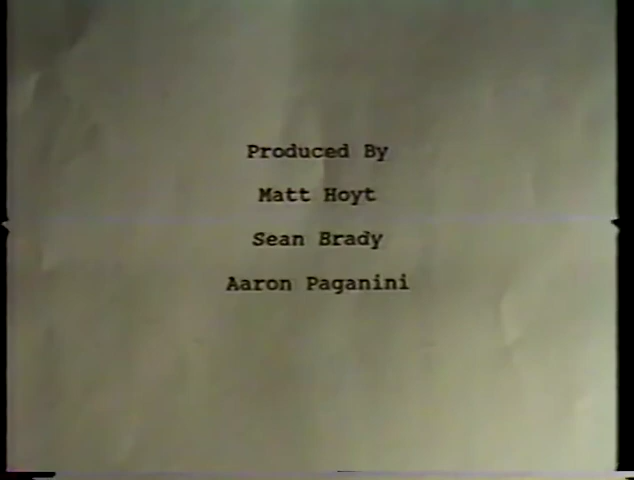 Produced By
Matt Hoyt
Sean Brady
Aaron Paganini